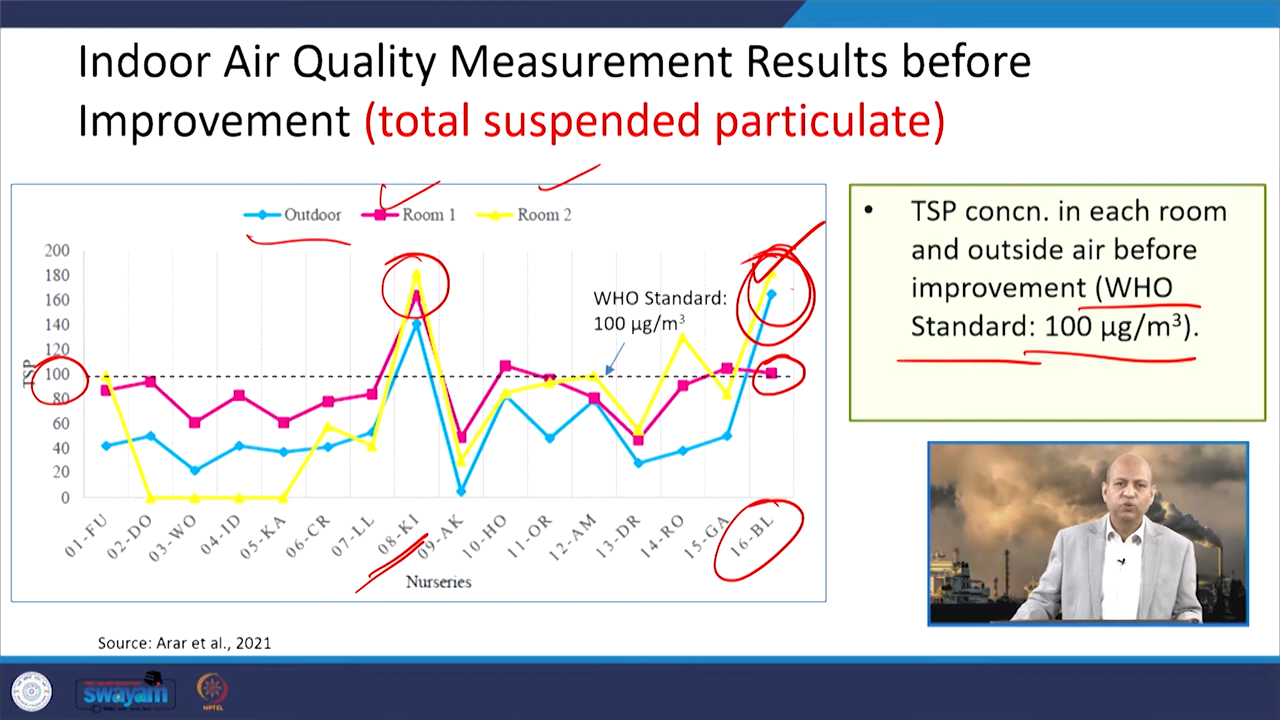 Indoor Air Quality Measurement Results before
Improvement (total suspended particulate)
Outdoor Room 1 Room 2
200
180
160
140
120
100
80
60
40
20
0
TSP
WHO Standard:
100 µg/m³
01-FU 02-DO 03-WO 04-ID 05-KA 06-CR 07-LL 08-KI 09-AK 10-HO 11-OR 12-AM 13-DR 14-RO 15-GA 16-BL
Nurseries
• TSP concn. in each room
and outside air before
improvement (WHO
Standard: 100 µg/m³).
Source: Arar et al., 2021
swayam
NPTEL